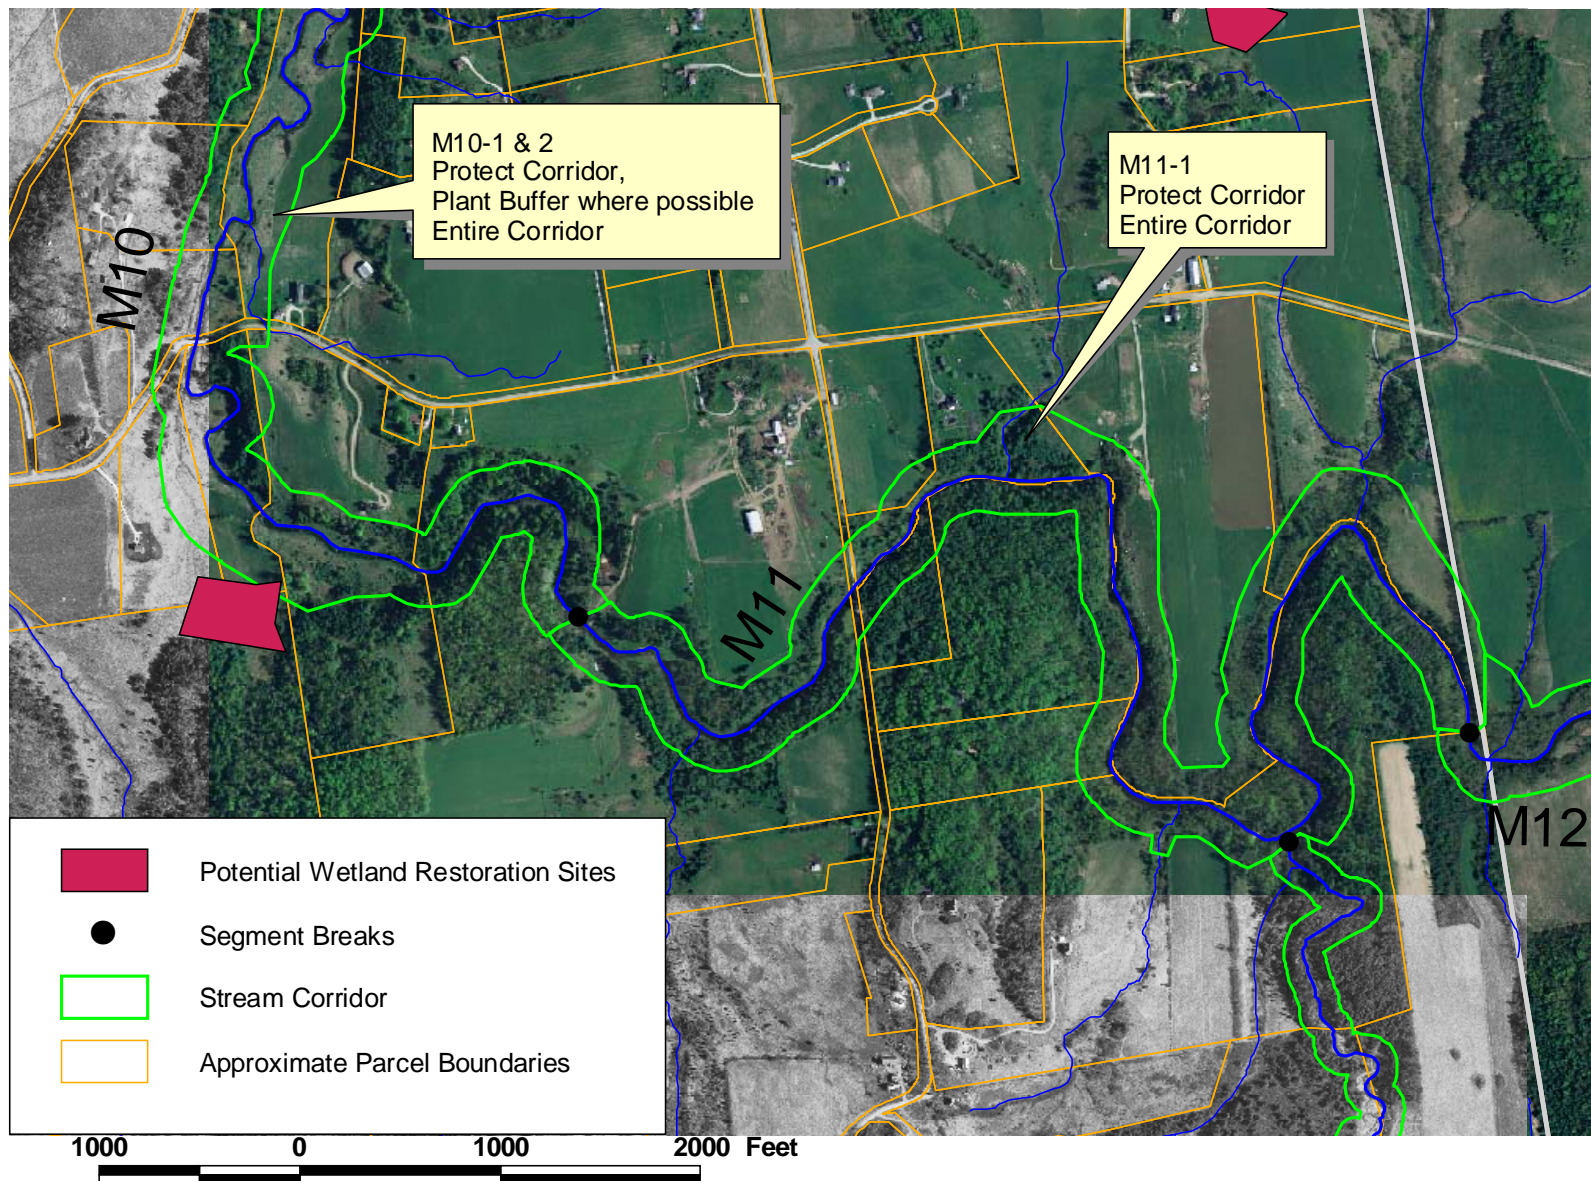 M10-1 & 2
Protect Corridor,
Plant Buffer where possible
Entire Corridor
M11-1
Protect Corridor
Entire Corridor
M10
M11
M12
Potential Wetland Restoration Sites
Segment Breaks
Stream Corridor
Approximate Parcel Boundaries
1000 0 1000 2000 Feet